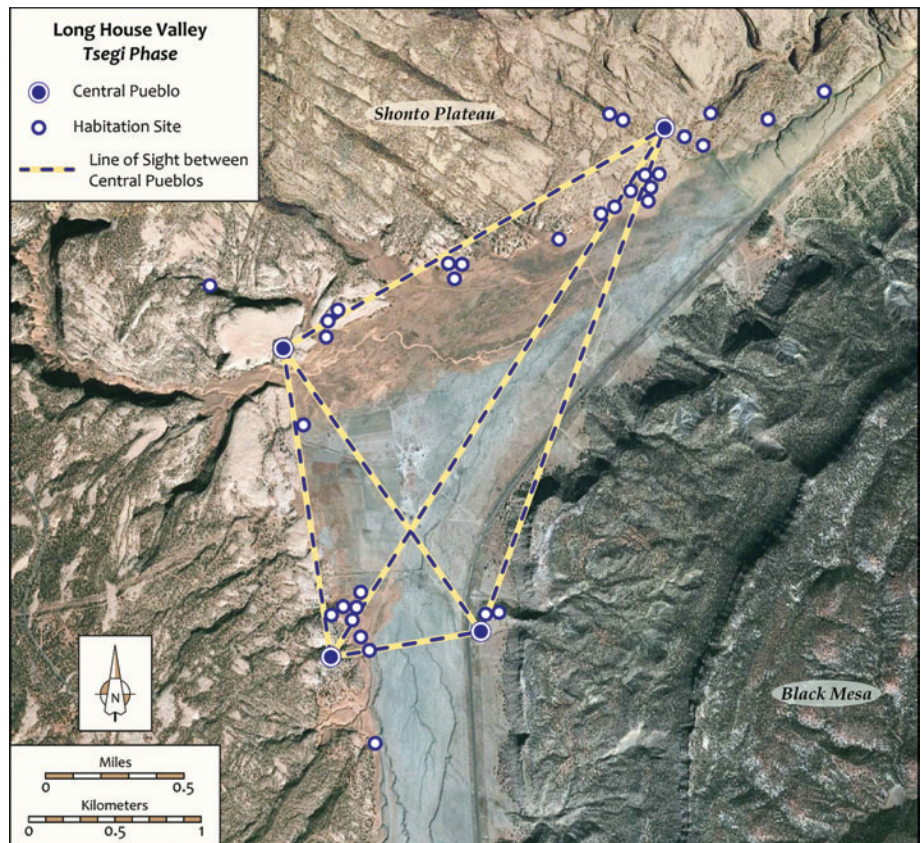 Long House Valley
Tsegi Phase
Central Pueblo
Habitation Site
Line of Sight between
Central Pueblos
Shonto Plateau
Black Mesa
N
Miles
0 0.5
Kilometers
0 0.5 1